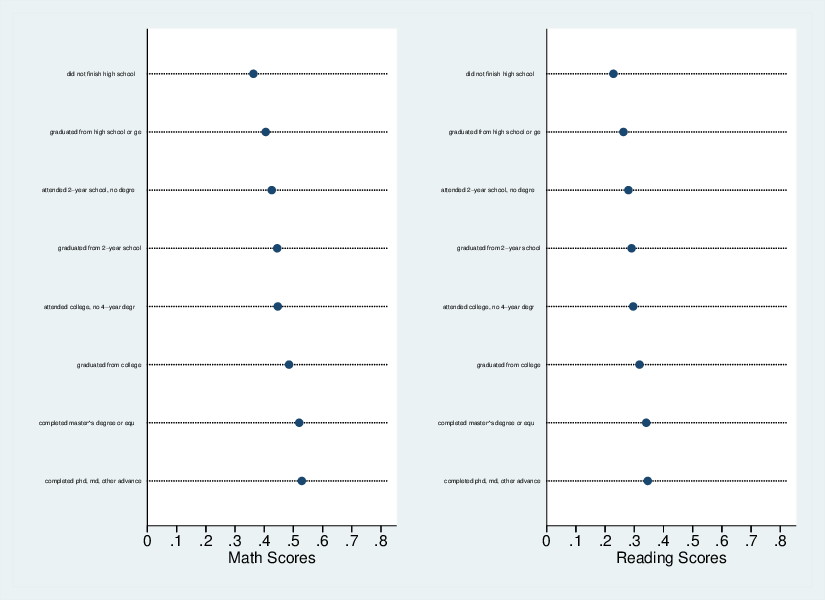 did not finish high school
graduated from high school or ge
attended 2-year school, no degre
graduated from 2-year school
attended college, no 4-year degr
graduated from college
completed master^s degree or equ
completed phd, md, other advance
0 .1 .2 .3 .4 .5 .6 .7 .8
Math Scores
did not finish high school
graduated from high school or ge
attended 2-year school, no degre
graduated from 2-year school
attended college, no 4-year degr
graduated from college
completed master^s degree or equ
completed phd, md, other advance
0 .1 .2 .3 .4 .5 .6 .7 .8
Reading Scores